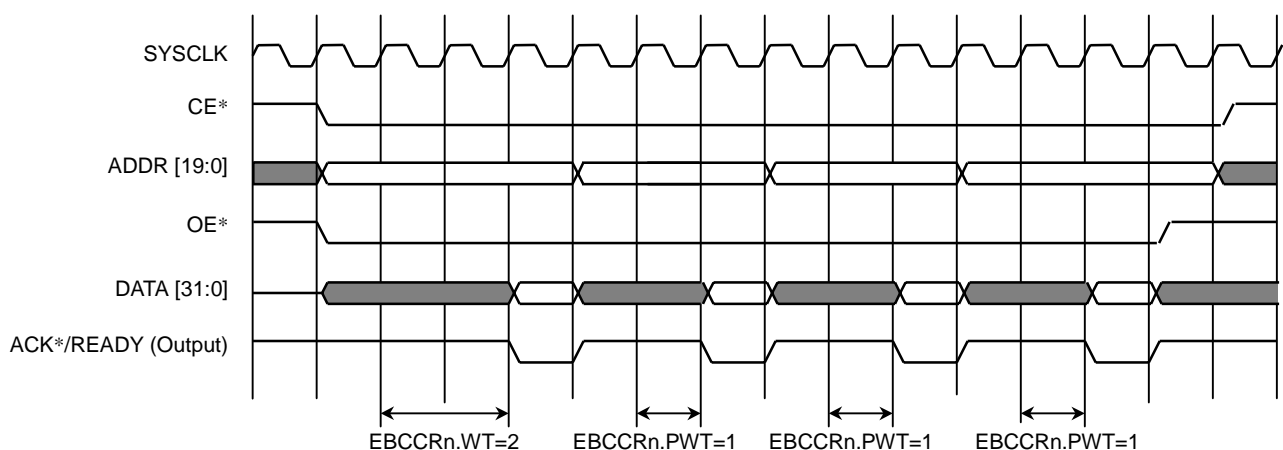 SYSCLK
CE*
ADDR [19:0]
OE*
DATA [31:0]
ACK*/READY (Output)
EBCCRn.WT=2 EBCCRn.PWT=1 EBCCRn.PWT=1 EBCCRn.PWT=1